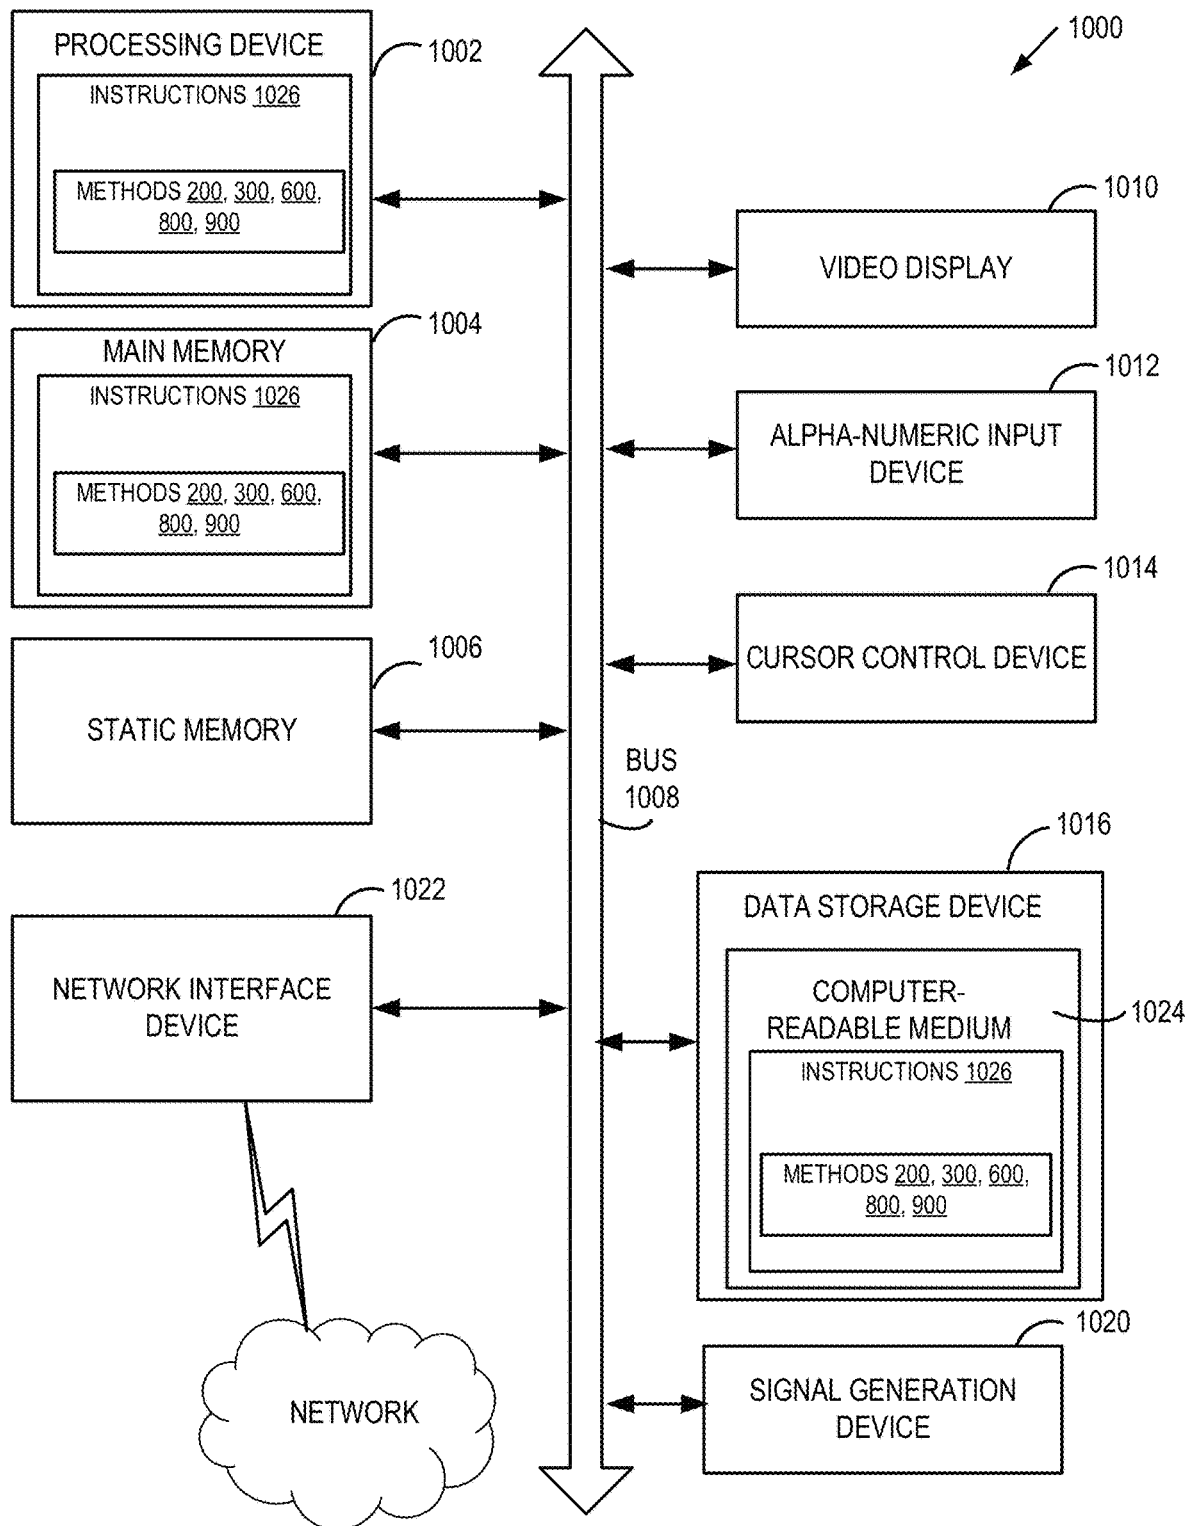 1000
PROCESSING DEVICE
1002
INSTRUCTIONS 1026
METHODS 200, 300, 600,
800, 900
MAIN MEMORY
1004
INSTRUCTIONS 1026
METHODS 200, 300, 600,
800, 900
1006
STATIC MEMORY
1022
NETWORK INTERFACE
DEVICE
NETWORK
BUS
1008
1010
VIDEO DISPLAY
1012
ALPHA-NUMERIC INPUT
DEVICE
1014
CURSOR CONTROL DEVICE
1016
DATA STORAGE DEVICE
COMPUTER-
READABLE MEDIUM
1024
INSTRUCTIONS 1026
METHODS 200, 300, 600,
800, 900
1020
SIGNAL GENERATION
DEVICE